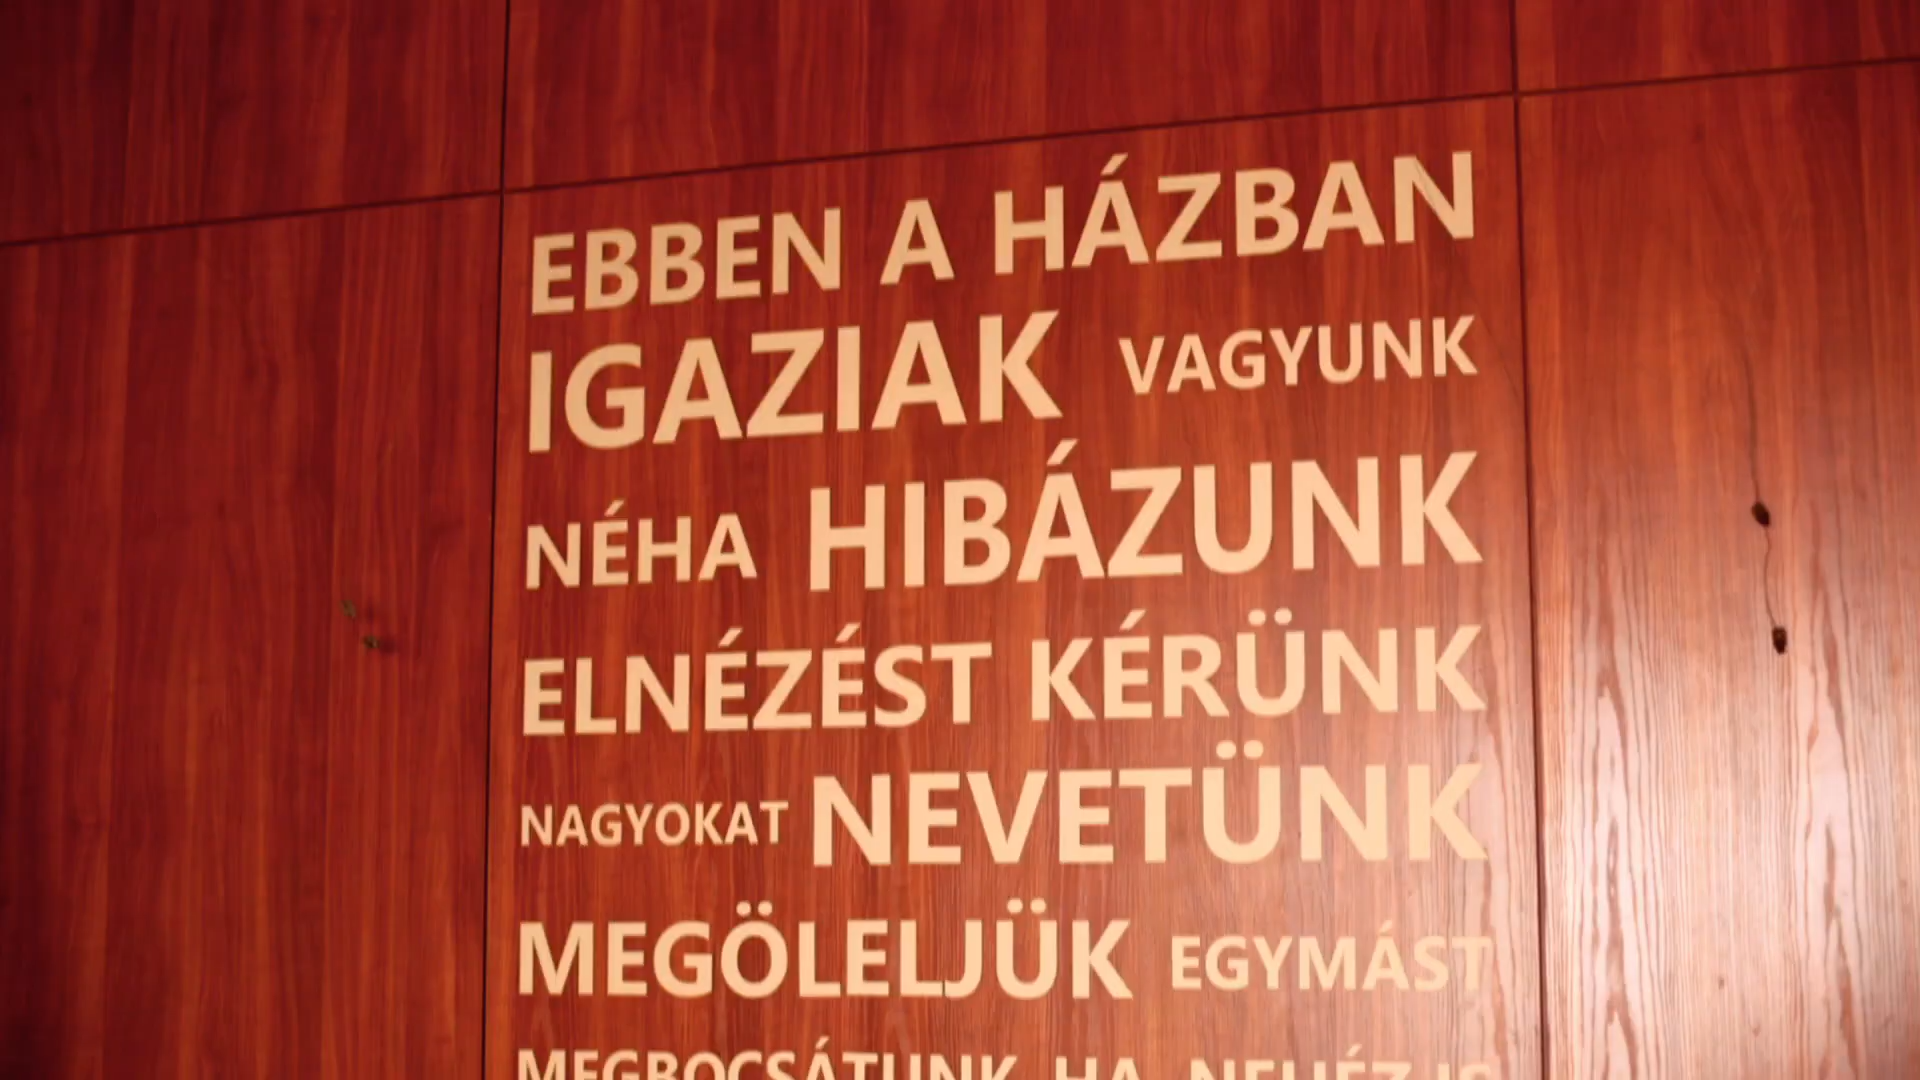 EBBEN A HÁZBAN
IGAZIAK VAGYUNK
NÉHA HIBÁZUNK
ELNÉZÉST KÉRÜNK
NAGYOKAT NEVETÜNK
MEGÖLELJÜK EGYMÁST
MEGBOCSÁTUNK HA NEHÉZ IS